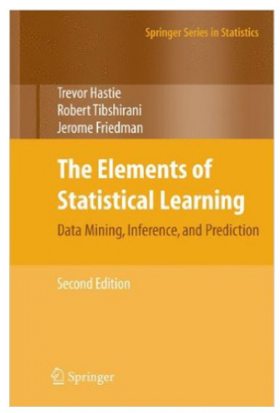 Springer Series in Statistics
Trevor Hastie
Robert Tibshirani
Jerome Friedman
The Elements of
Statistical Learning
Data Mining, Inference, and Prediction
Second Edition
Springer